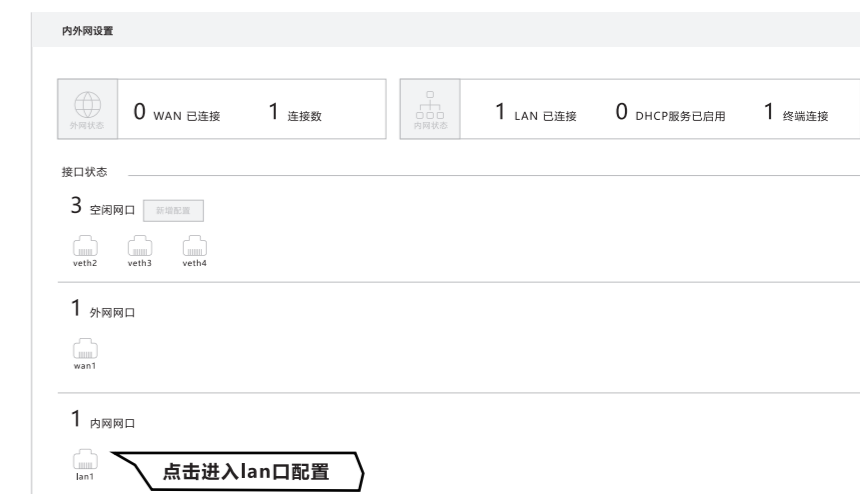 内外网设置
外网状态
0 WAN 已连接
1 连接数
内网状态
1 LAN 已连接
0 DHCP服务已启用
1 终端连接
接口状态
3 空闲网口 新增配置
veth2 veth3 veth4
1 外网网口
wan1
1 内网网口
lan1
点击进入lan口配置